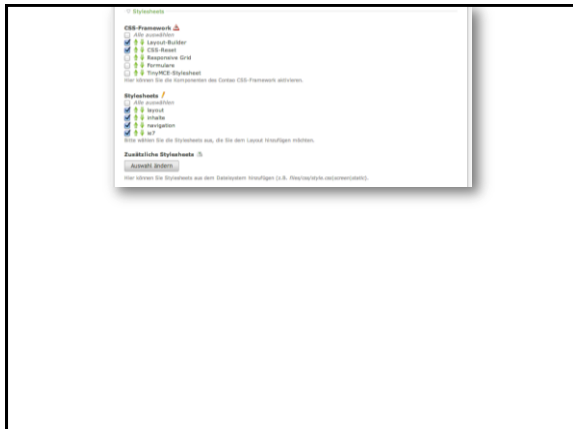 Stylesheets
CSS-Framework
Alle auswählen
Layout-Builder
CSS-Reset
Responsive Grid
Formulare
TinyMCE-Stylesheet
Hier können Sie die Komponenten des Contao CSS-Framework aktivieren.
Stylesheets
Alle auswählen
layout
inhalte
navigation
ie7
Bitte wählen Sie die Stylesheets aus, die Sie dem Layout hinzufügen möchten.
Zusätzliche Stylesheets
Auswahl ändern
Hier können Sie Stylesheets aus dem Dateisystem hinzufügen (z.B.